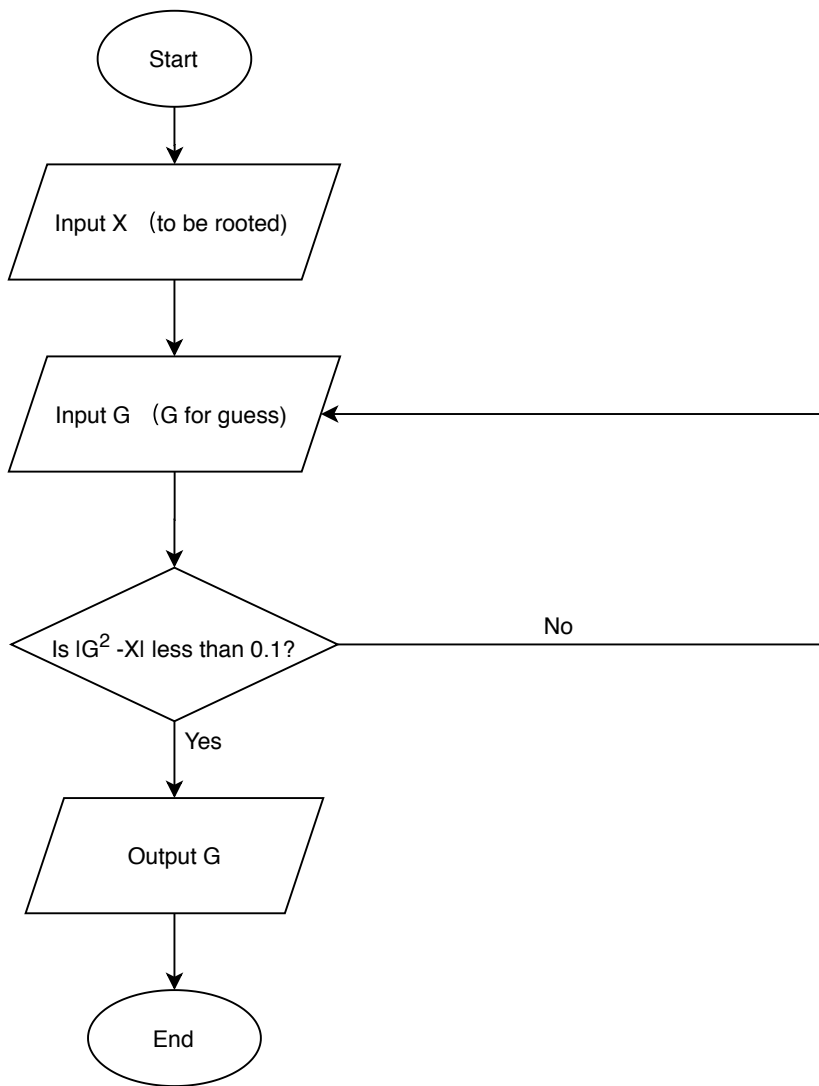 Start
Input X （to be rooted)
Input G （G for guess)
Is |G² -X| less than 0.1?
No
Yes
Output G
End